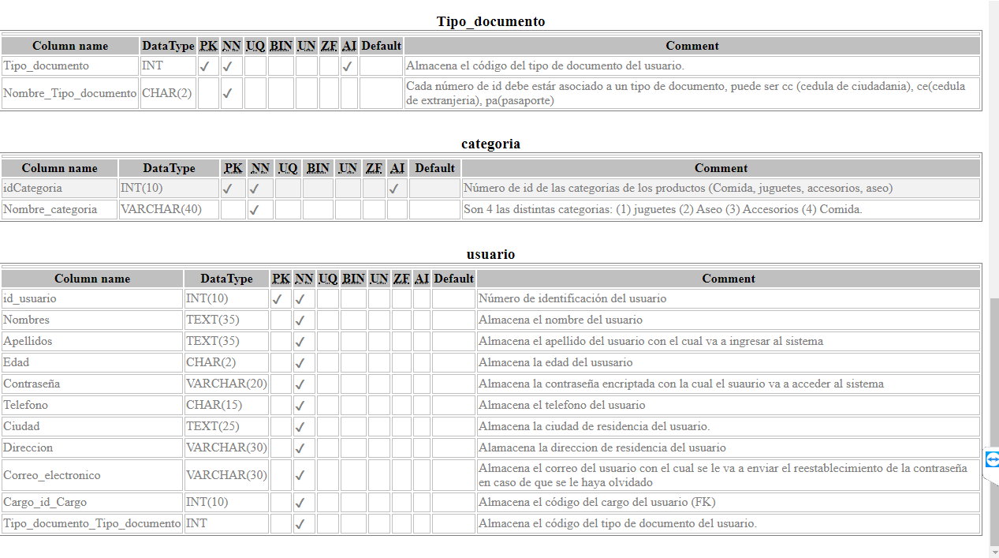 Tipo_documento
Column name DataType PK NN UQ BIN UN ZF AI Default Comment
Tipo_documento INT ✓ ✓ ✓ Almacena el código del tipo de documento del usuario.
Nombre_Tipo_documento CHAR(2) ✓ Cada número de id debe estár asociado a un tipo de documento, puede ser cc (cedula de ciudadania), ce(cedula
de extranjeria), pa(pasaporte)
categoria
Column name DataType PK NN UQ BIN UN ZF AI Default Comment
idCategoria INT(10) ✓ ✓ ✓ Número de id de las categorias de los productos (Comida, juguetes, accesorios, aseo)
Nombre_categoria VARCHAR(40) ✓ Son 4 las distintas categorias: (1) juguetes (2) Aseo (3) Accesorios (4) Comida.
usuario
Column name DataType PK NN UQ BIN UN ZF AI Default Comment
id_usuario INT(10) ✓ ✓ Número de identificación del usuario
Nombres TEXT(35) ✓ Almacena el nombre del usuario
Apellidos TEXT(35) ✓ Almacena el apellido del usuario con el cual va a ingresar al sistema
Edad CHAR(2) ✓ Almacena la edad del ususario
Contraseña VARCHAR(20) ✓ Almacena la contraseña encriptada con la cual el suaurio va a acceder al sistema
Telefono CHAR(15) ✓ Almacena el telefono del usuario
Ciudad TEXT(25) ✓ Almacena la ciudad de residencia del usuario.
Direccion VARCHAR(30) ✓ Alamacena la direccion de residencia del usuario
Correo_electronico VARCHAR(30) ✓ Almacena el correo del usuario con el cual se le va a enviar el reestablecimiento de la contraseña
en caso de que se le haya olvidado
Cargo_id_Cargo INT(10) ✓ Almacena el código del cargo del usuario (FK)
Tipo_documento_Tipo_documento INT ✓ Almacena el código del tipo de documento del usuario.